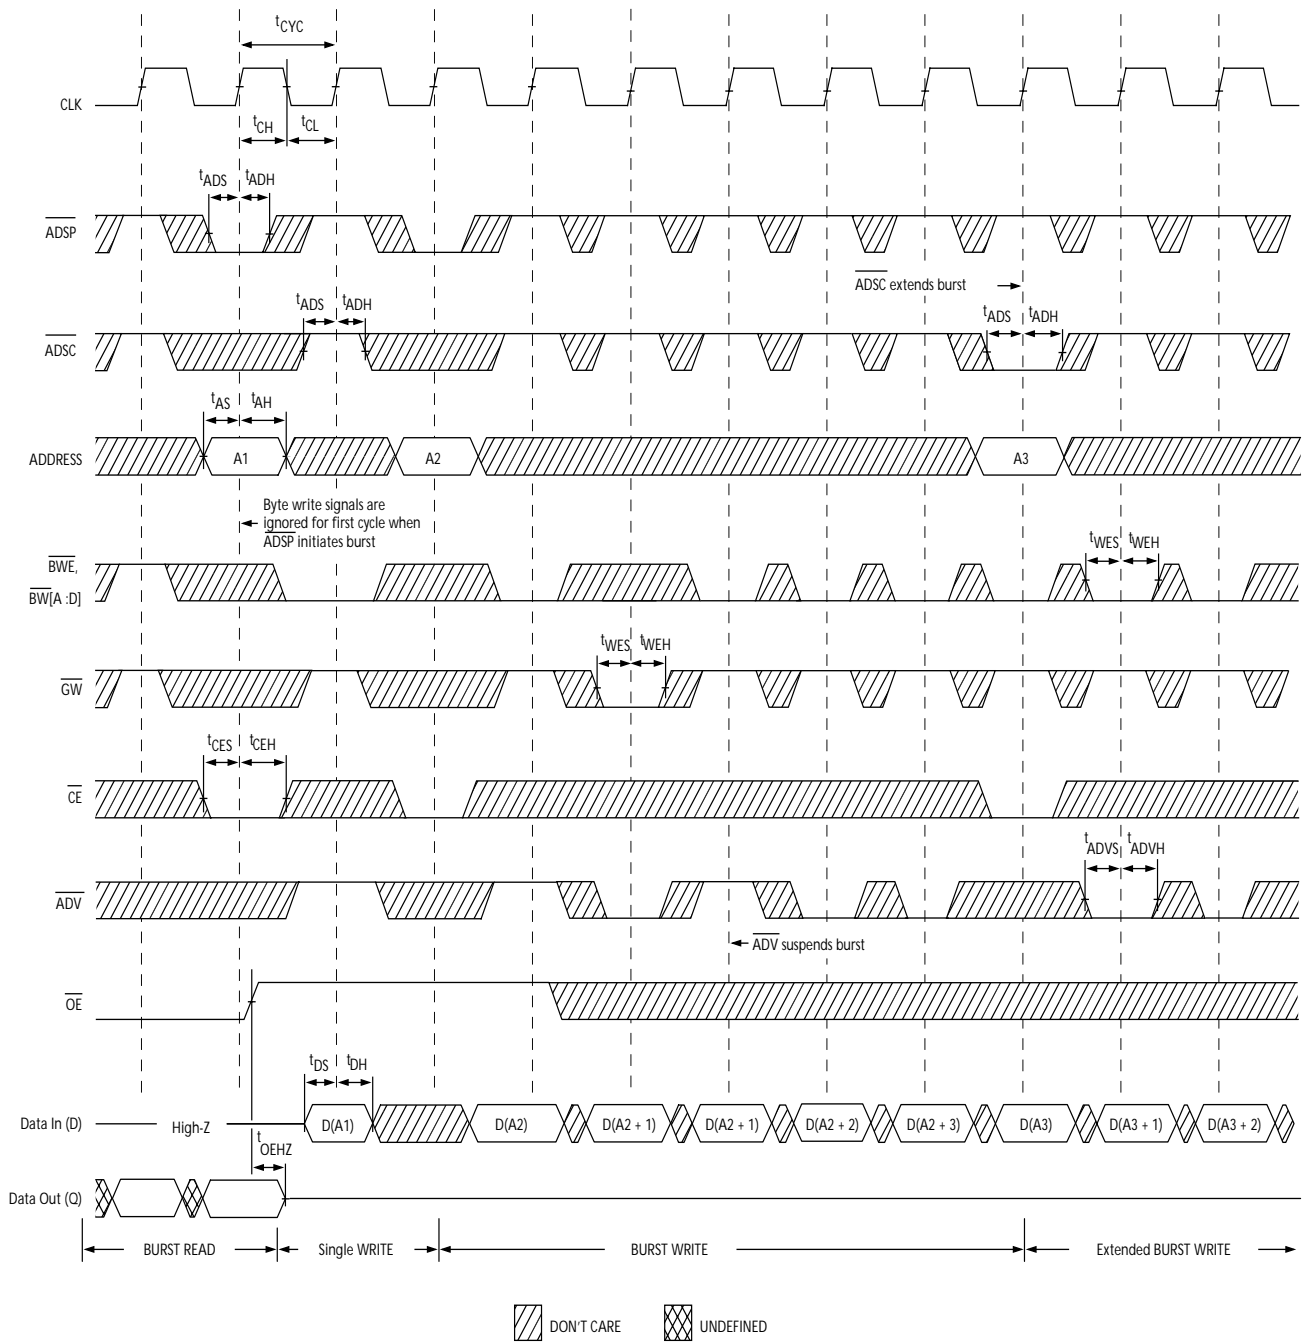 tCYC
CLK
tCH
tCL
tADS
tADH
ADSP
ADSC extends burst
tADS
tADH
tADS
tADH
ADSC
tAS
tAH
ADDRESS
A1
A2
A3
Byte write signals are
ignored for first cycle when
ADSP initiates burst
tWES
tWEH
BWE,
BW[A :D]
tWES
tWEH
GW
tCES
tCEH
CE
tADVS
tADVH
ADV
ADV suspends burst
OE
tDS
tDH
Data In (D)
High-Z
D(A1)
D(A2)
D(A2 + 1)
D(A2 + 1)
D(A2 + 2)
D(A2 + 3)
D(A3)
D(A3 + 1)
D(A3 + 2)
tOEHZ
Data Out (Q)
BURST READ
Single WRITE
BURST WRITE
Extended BURST WRITE
DON'T CARE
UNDEFINED